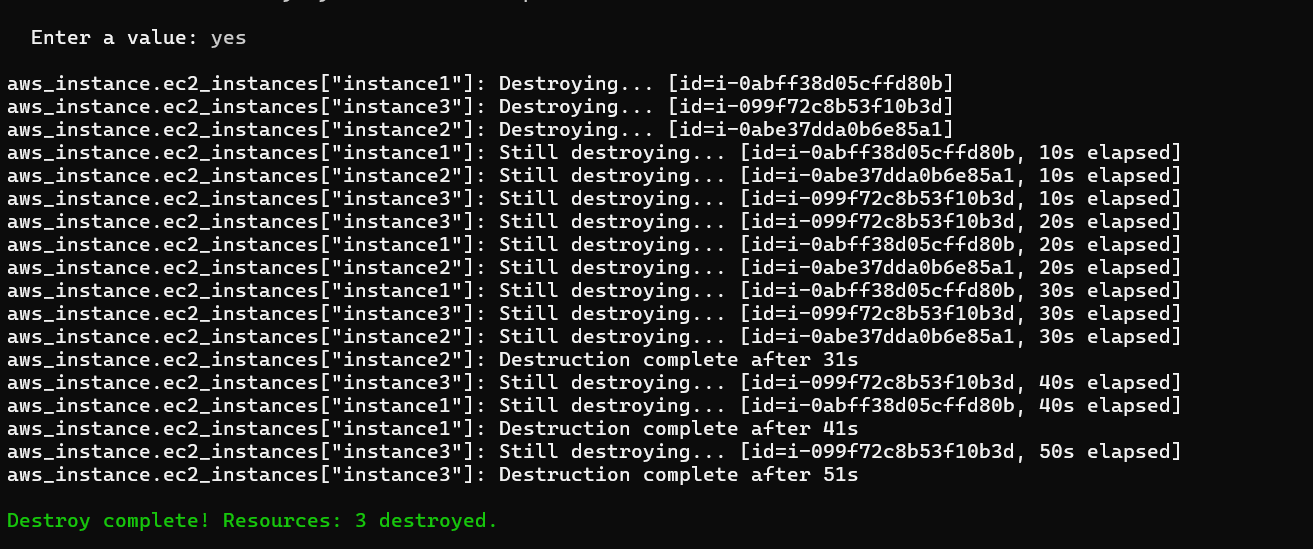 Enter a value: yes
aws_instance.ec2_instances["instance1"]: Destroying... [id=i-0abff38d05cffd80b]
aws_instance.ec2_instances["instance3"]: Destroying... [id=i-099f72c8b53f10b3d]
aws_instance.ec2_instances["instance2"]: Destroying... [id=i-0abe37dda0b6e85a1]
aws_instance.ec2_instances["instance1"]: Still destroying... [id=i-0abff38d05cffd80b, 10s elapsed]
aws_instance.ec2_instances["instance2"]: Still destroying... [id=i-0abe37dda0b6e85a1, 10s elapsed]
aws_instance.ec2_instances["instance3"]: Still destroying... [id=i-099f72c8b53f10b3d, 10s elapsed]
aws_instance.ec2_instances["instance3"]: Still destroying... [id=i-099f72c8b53f10b3d, 20s elapsed]
aws_instance.ec2_instances["instance1"]: Still destroying... [id=i-0abff38d05cffd80b, 20s elapsed]
aws_instance.ec2_instances["instance2"]: Still destroying... [id=i-0abe37dda0b6e85a1, 20s elapsed]
aws_instance.ec2_instances["instance1"]: Still destroying... [id=i-0abff38d05cffd80b, 30s elapsed]
aws_instance.ec2_instances["instance3"]: Still destroying... [id=i-099f72c8b53f10b3d, 30s elapsed]
aws_instance.ec2_instances["instance2"]: Still destroying... [id=i-0abe37dda0b6e85a1, 30s elapsed]
aws_instance.ec2_instances["instance2"]: Destruction complete after 31s
aws_instance.ec2_instances["instance3"]: Still destroying... [id=i-099f72c8b53f10b3d, 40s elapsed]
aws_instance.ec2_instances["instance1"]: Still destroying... [id=i-0abff38d05cffd80b, 40s elapsed]
aws_instance.ec2_instances["instance1"]: Destruction complete after 41s
aws_instance.ec2_instances["instance3"]: Still destroying... [id=i-099f72c8b53f10b3d, 50s elapsed]
aws_instance.ec2_instances["instance3"]: Destruction complete after 51s
Destroy complete! Resources: 3 destroyed.